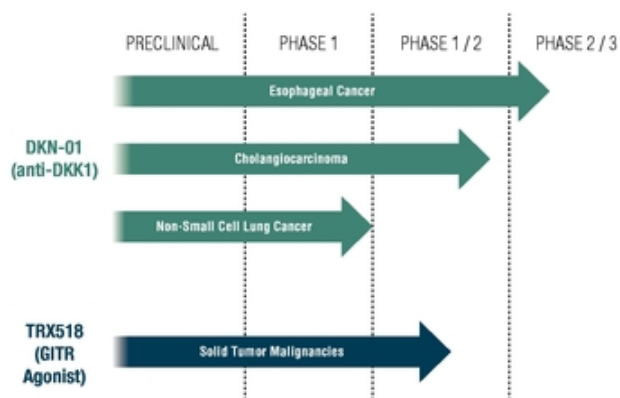 PRECLINICAL PHASE 1 PHASE 1 / 2 PHASE 2 / 3
Esophageal Cancer
DKN-01
(anti-DKK1)
Cholangiocarcinoma
Non-Small Cell Lung Cancer
TRX518
(GITR
Agonist)
Solid Tumor Malignancies